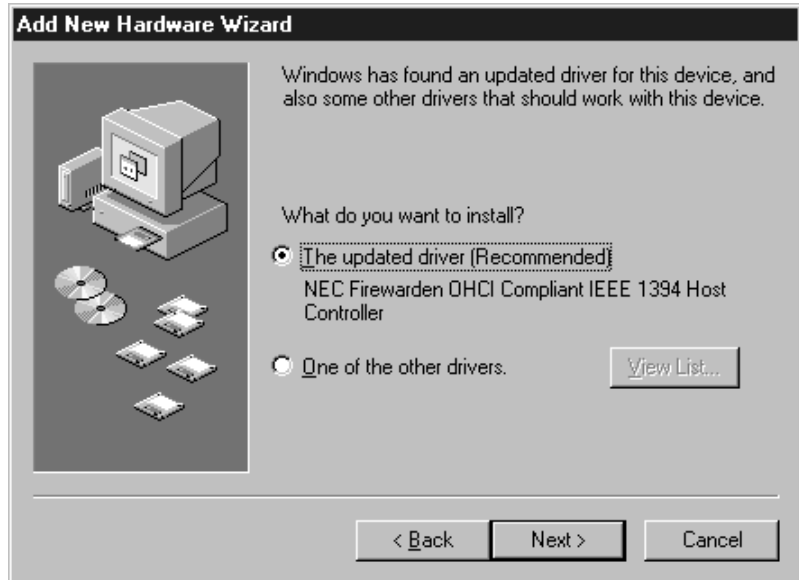 Add New Hardware Wizard
Windows has found an updated driver for this device, and
also some other drivers that should work with this device.
What do you want to install?
The updated driver (Recommended)
NEC Firewarden OHCI Compliant IEEE 1394 Host
Controller
One of the other drivers.
View List...
< Back
Next >
Cancel